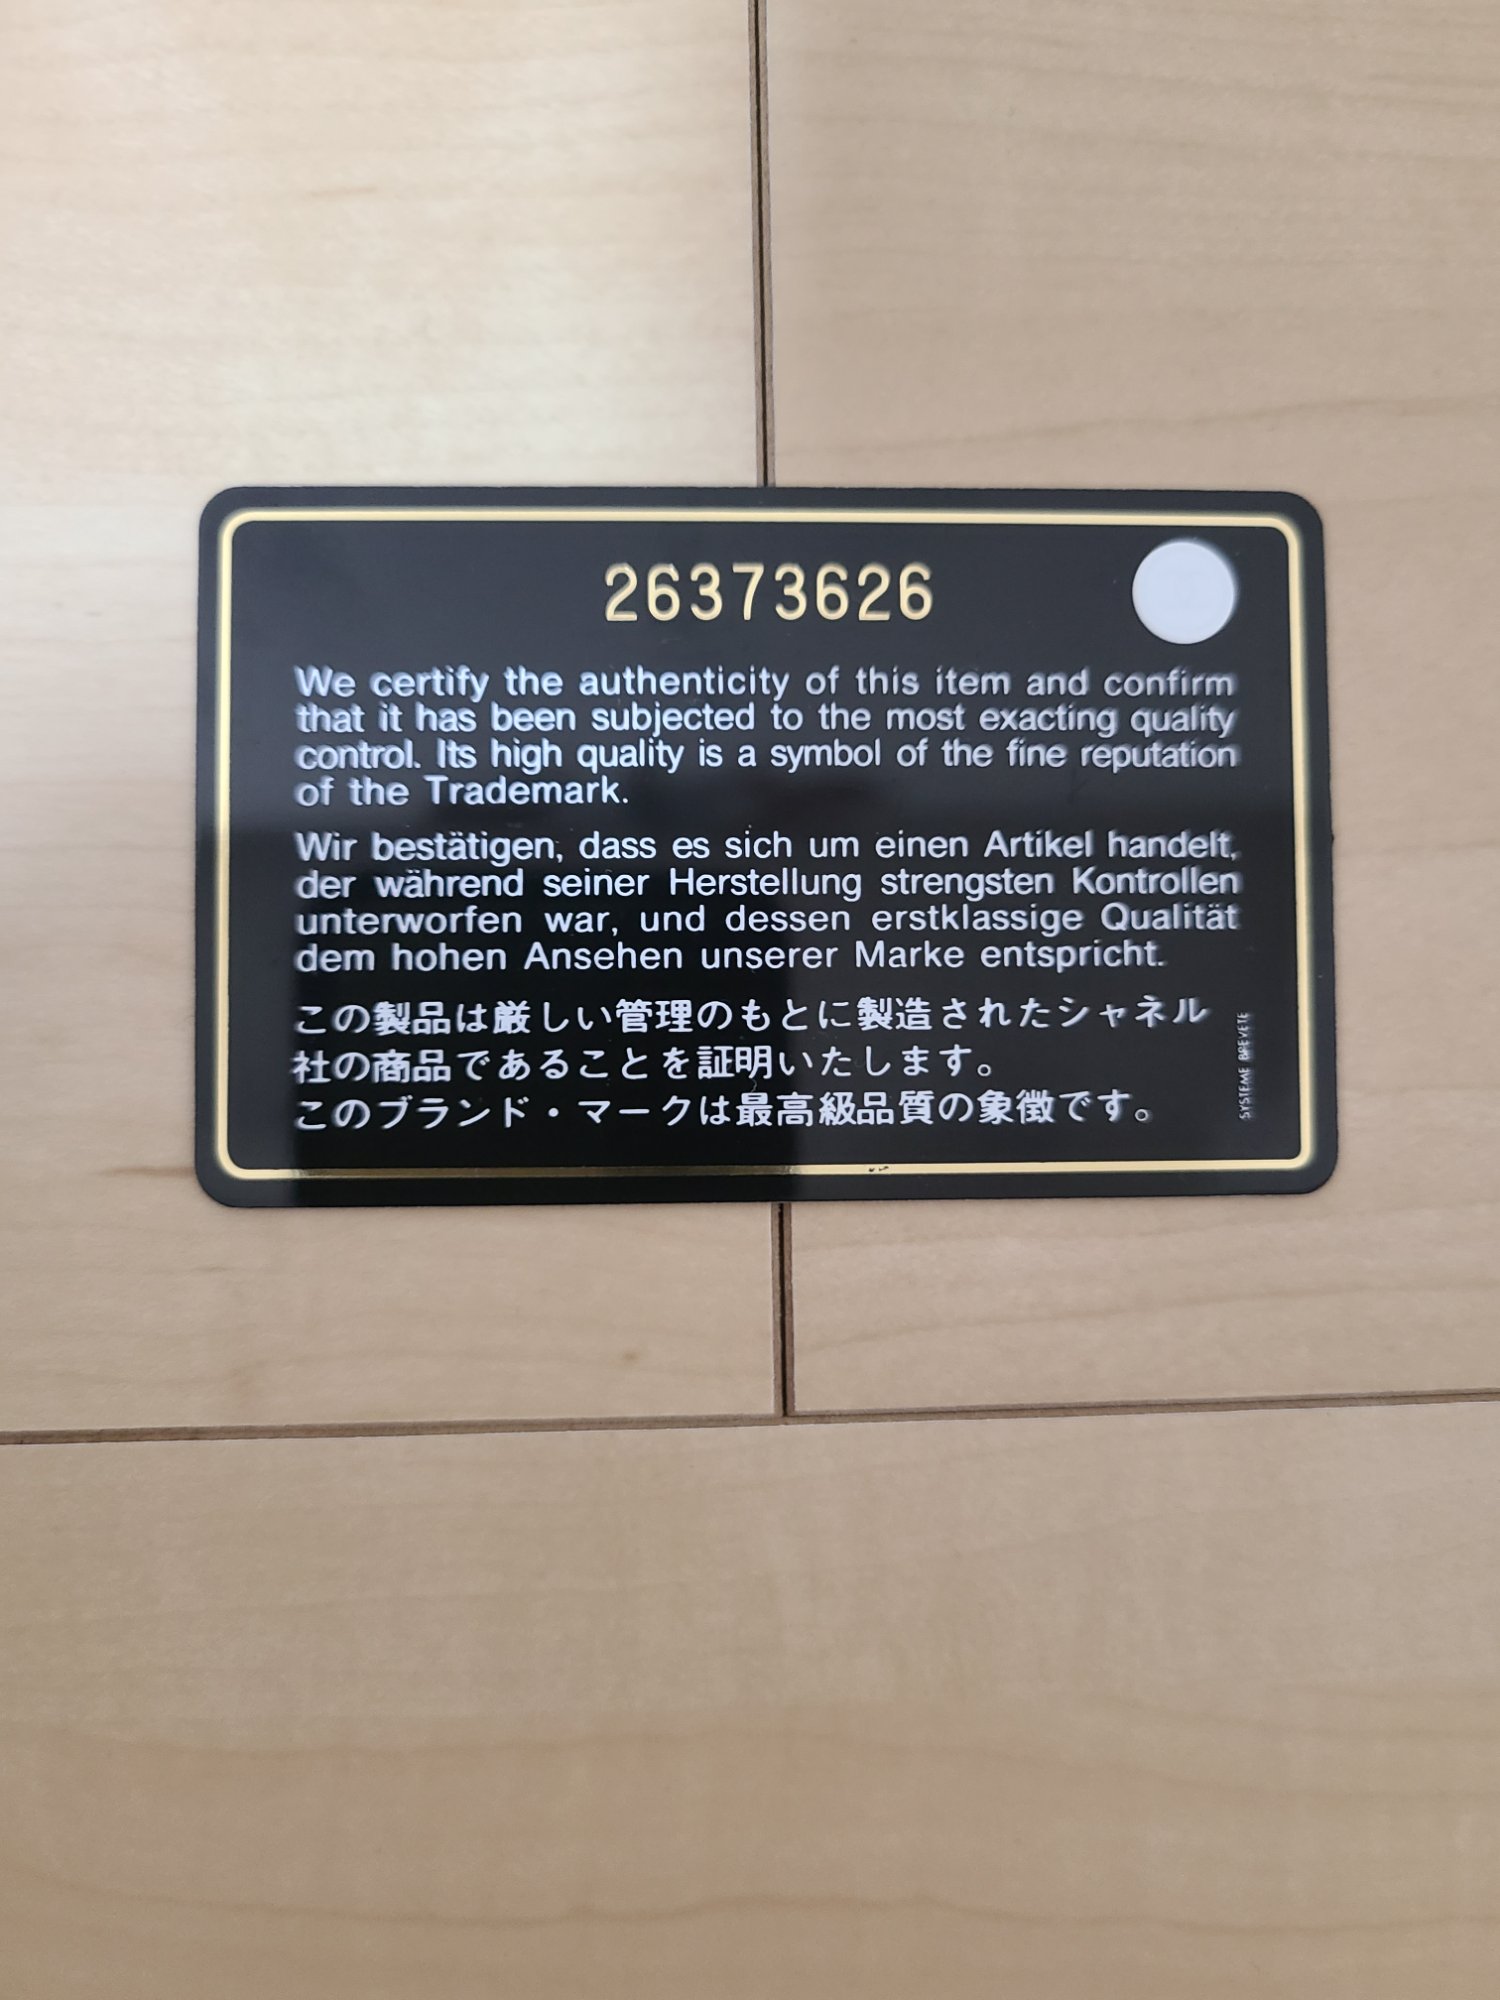 26373626
We certify the authenticity of this item and confirm
that it has been subjected to the most exacting quality
control. Its high quality is a symbol of the fine reputation
of the Trademark.
Wir bestätigen, dass es sich um einen Artikel handelt,
der während seiner Herstellung strengsten Kontrollen
unterworfen war, und dessen erstklassige Qualität
dem hohen Ansehen unserer Marke entspricht.
この製品は厳しい管理のもとに製造されたシャネル
社の商品であることを証明いたします。
このブランド・マークは最高級品質の象徴です。
SYSTEME BREVETE